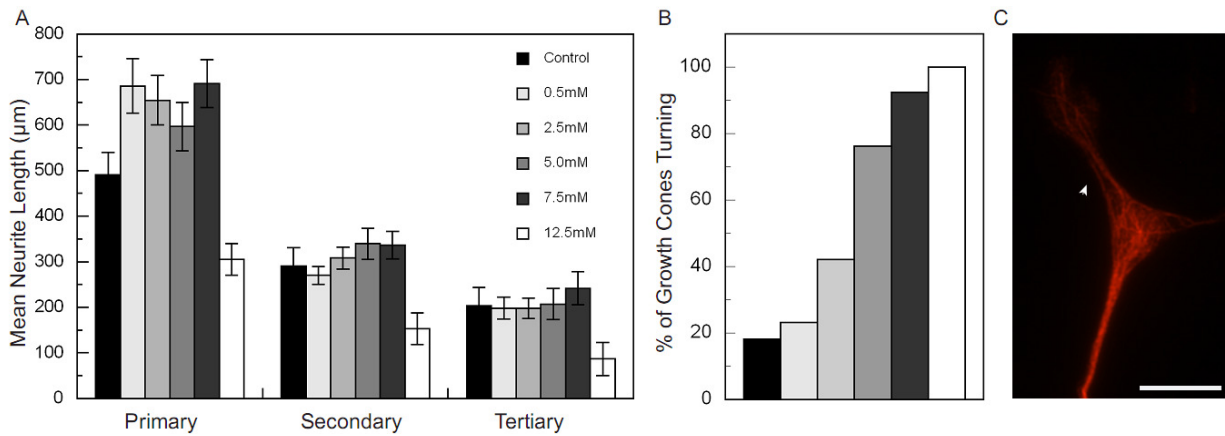 A
Mean Neurite Length (µm)
800
700
600
500
400
300
200
100
0
Control
0.5mM
2.5mM
5.0mM
7.5mM
12.5mM
Primary
Secondary
Tertiary
B
% of Growth Cones Turning
100
80
60
40
20
0
C